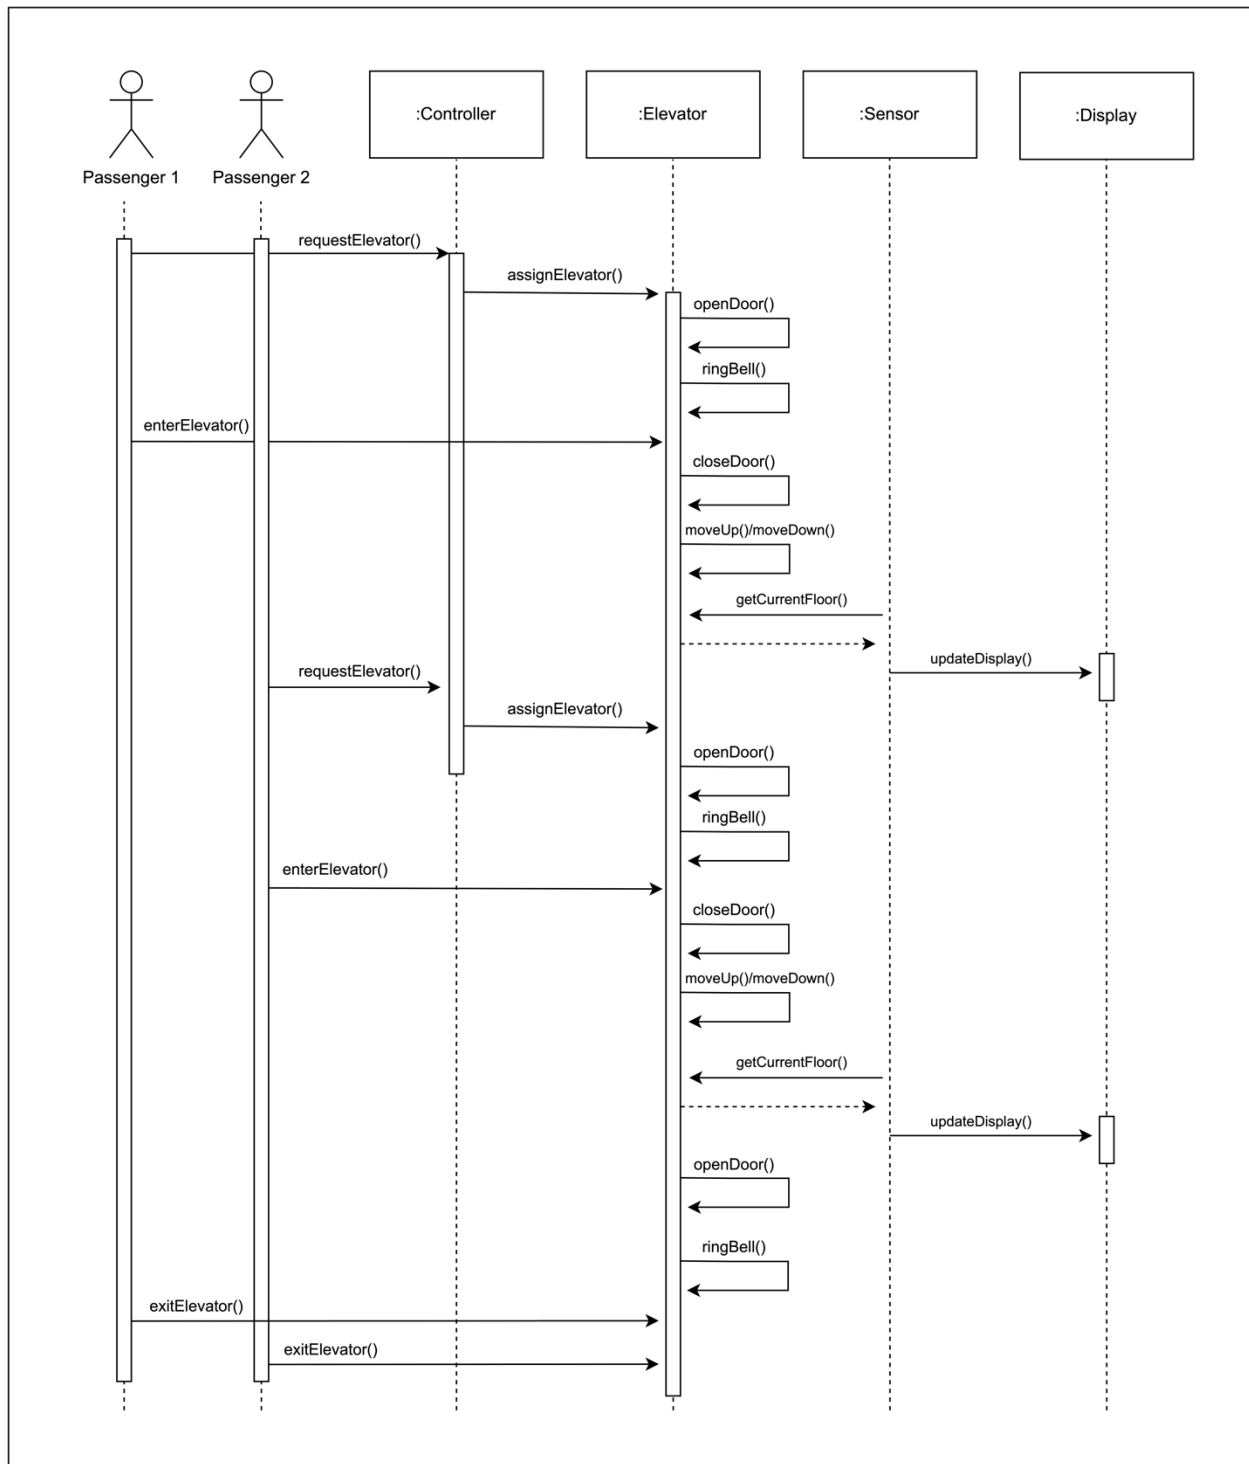 :Controller
:Elevator
:Sensor
:Display
Passenger 1
Passenger 2
requestElevator()
assignElevator()
openDoor()
ringBell()
enterElevator()
closeDoor()
moveUp()/moveDown()
getCurrentFloor()
updateDisplay()
requestElevator()
assignElevator()
openDoor()
ringBell()
enterElevator()
closeDoor()
moveUp()/moveDown()
getCurrentFloor()
updateDisplay()
openDoor()
ringBell()
exitElevator()
exitElevator()